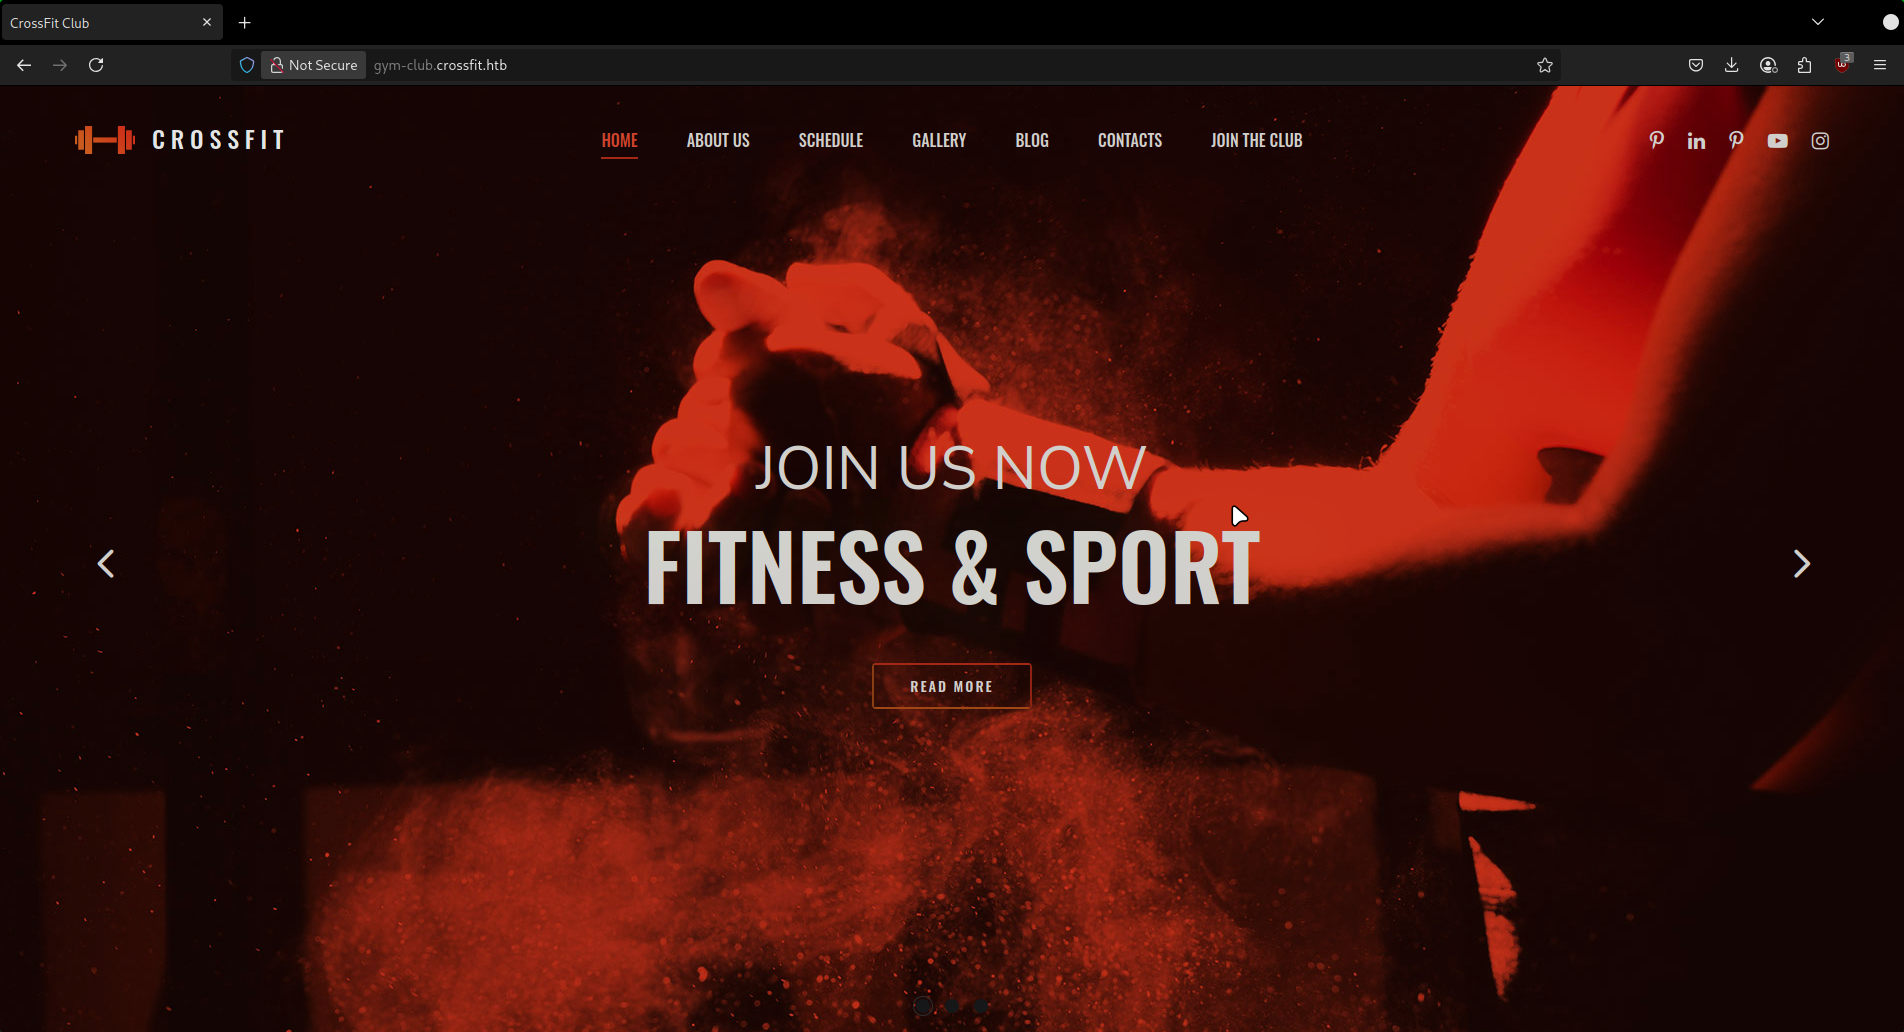 CrossFit Club
Not Secure gym-club.crossfit.htb
3
CROSSFIT
HOME ABOUT US SCHEDULE GALLERY BLOG CONTACTS JOIN THE CLUB
JOIN US NOW
FITNESS & SPORT
READ MORE